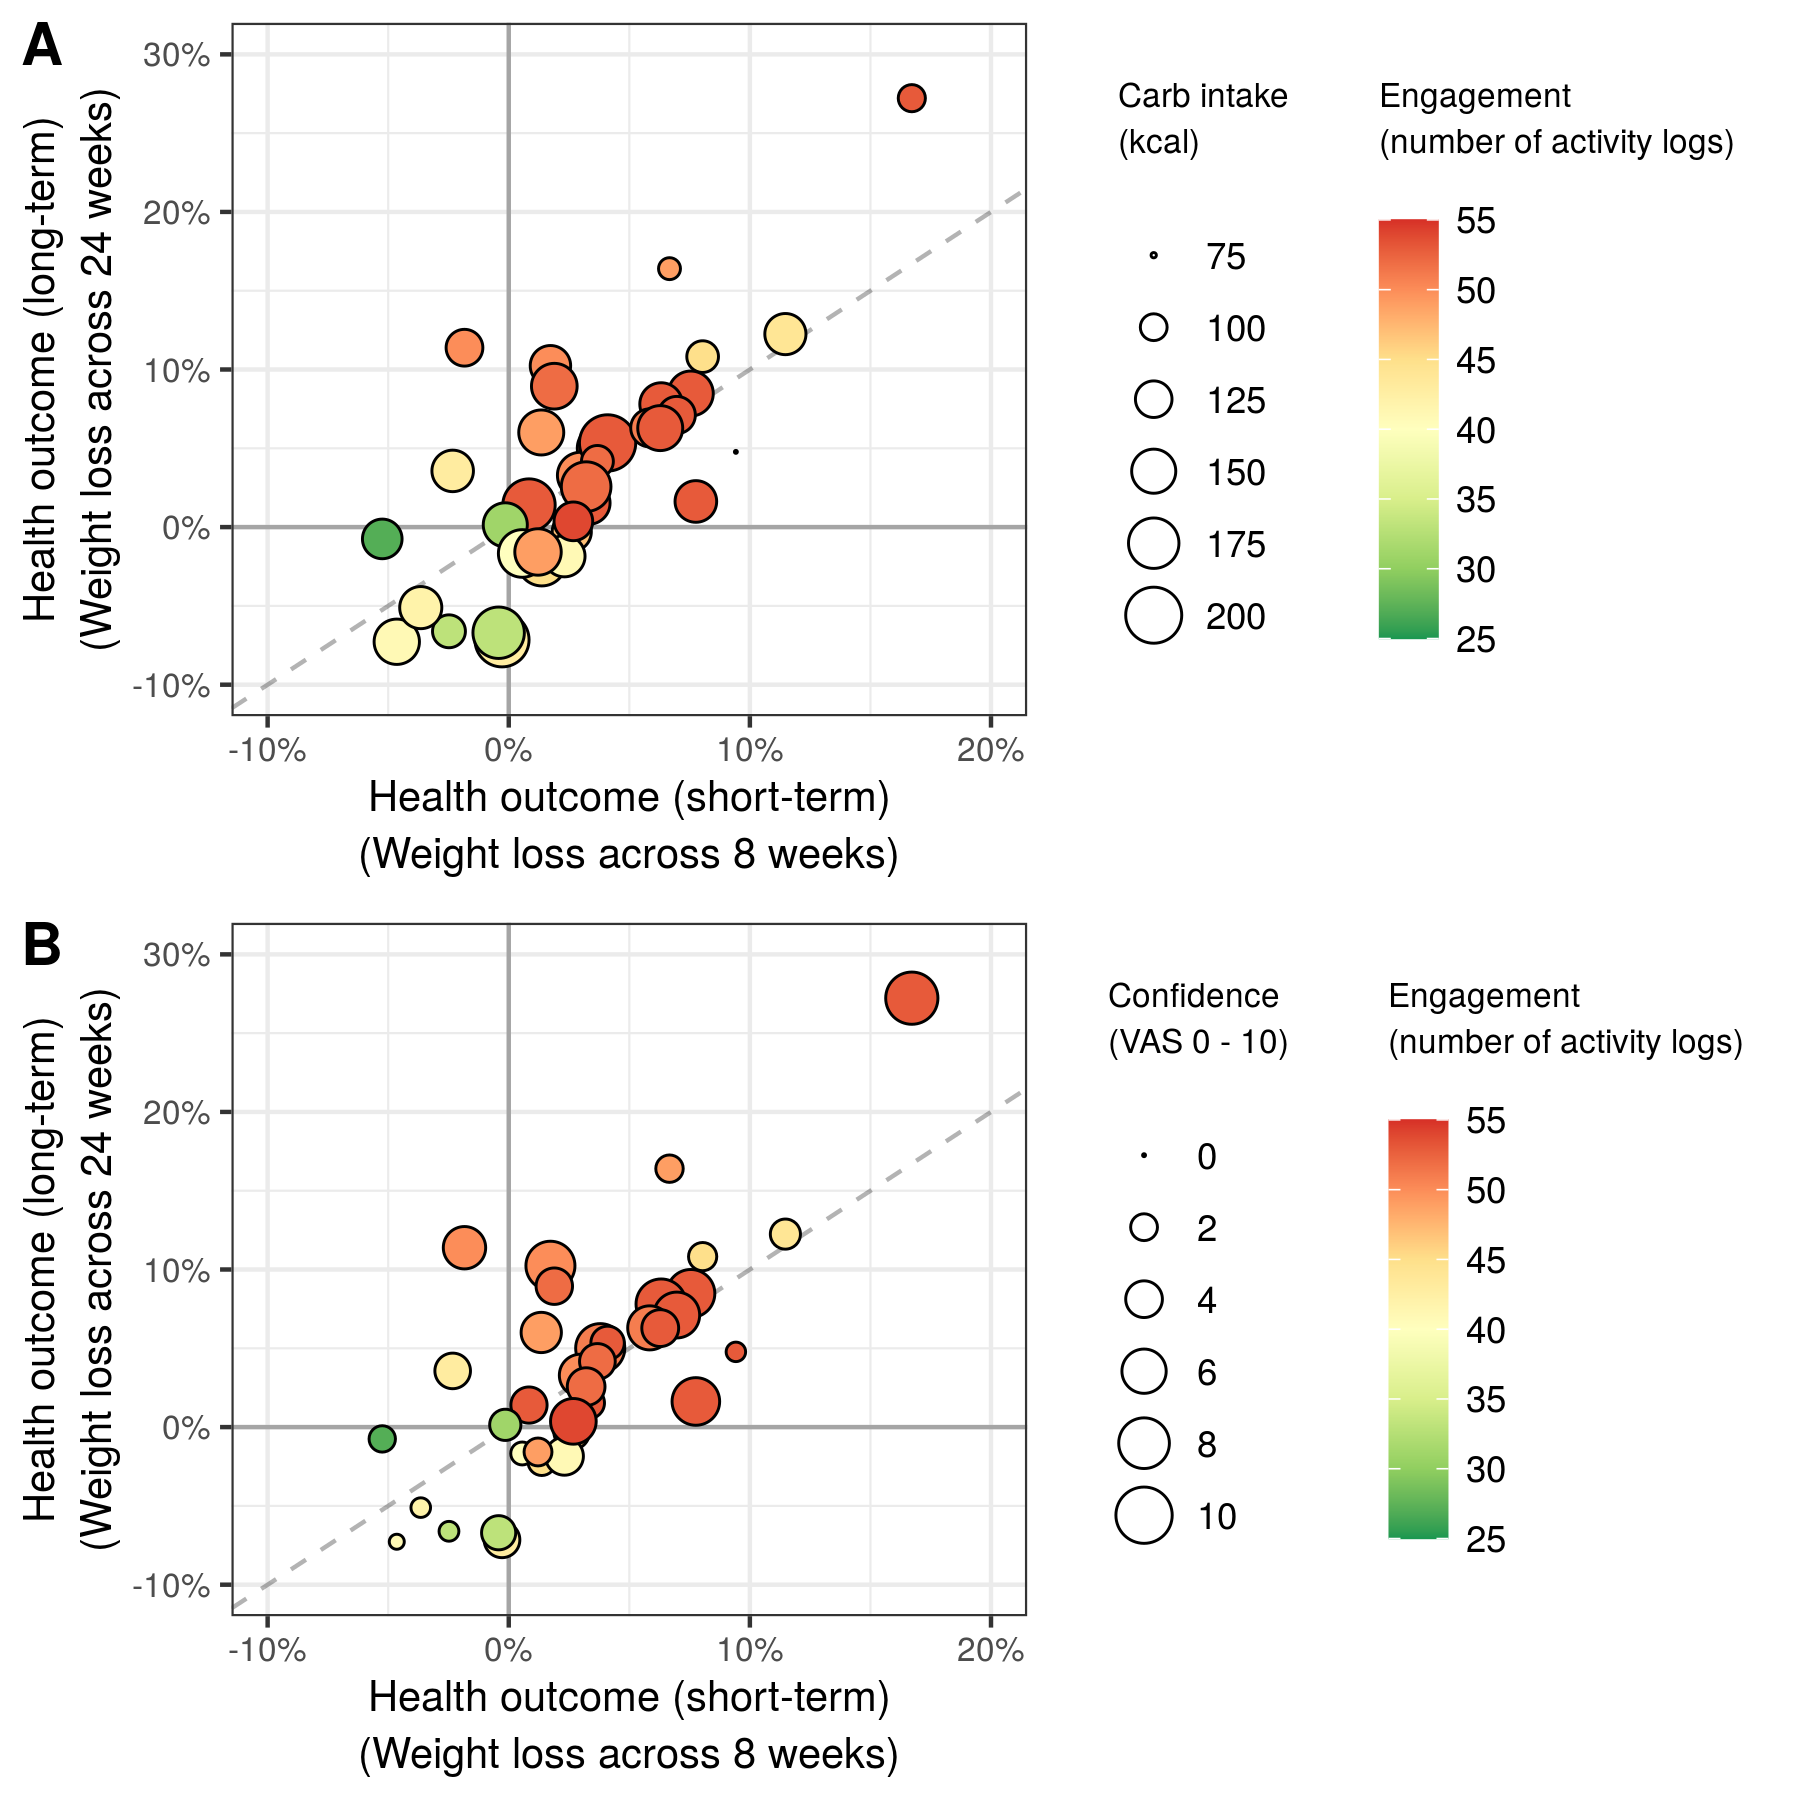 A
30%
20%
10%
0%
-10%
Health outcome (long-term)
(Weight loss across 24 weeks)
-10%
0%
10%
20%
Health outcome (short-term)
(Weight loss across 8 weeks)
Carb intake
(kcal)
75
100
125
150
175
200
Engagement
(number of activity logs)
55
50
45
40
35
30
25
B
30%
20%
10%
0%
-10%
Health outcome (long-term)
(Weight loss across 24 weeks)
-10%
0%
10%
20%
Health outcome (short-term)
(Weight loss across 8 weeks)
Confidence
(VAS 0 - 10)
0
2
4
6
8
10
Engagement
(number of activity logs)
55
50
45
40
35
30
25